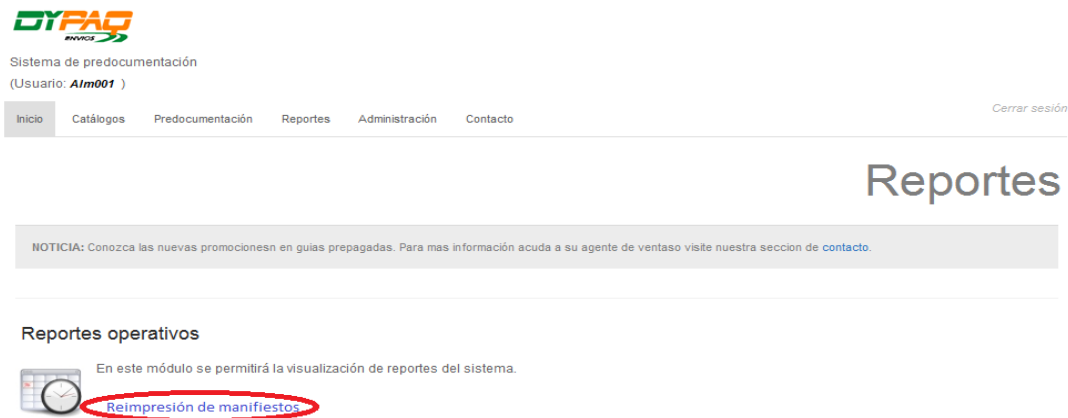 DYPAQ
ENVIOS
Sistema de predocumentación
(Usuario: Alm001 )
Cerrar sesión
Inicio Catálogos Predocumentación Reportes Administración Contacto
Reportes
NOTICIA: Conozca las nuevas promocionesn en guias prepagadas. Para mas información acuda a su agente de ventaso visite nuestra seccion de contacto.
Reportes operativos
En este módulo se permitirá la visualización de reportes del sistema.
Reimpresión de manifiestos